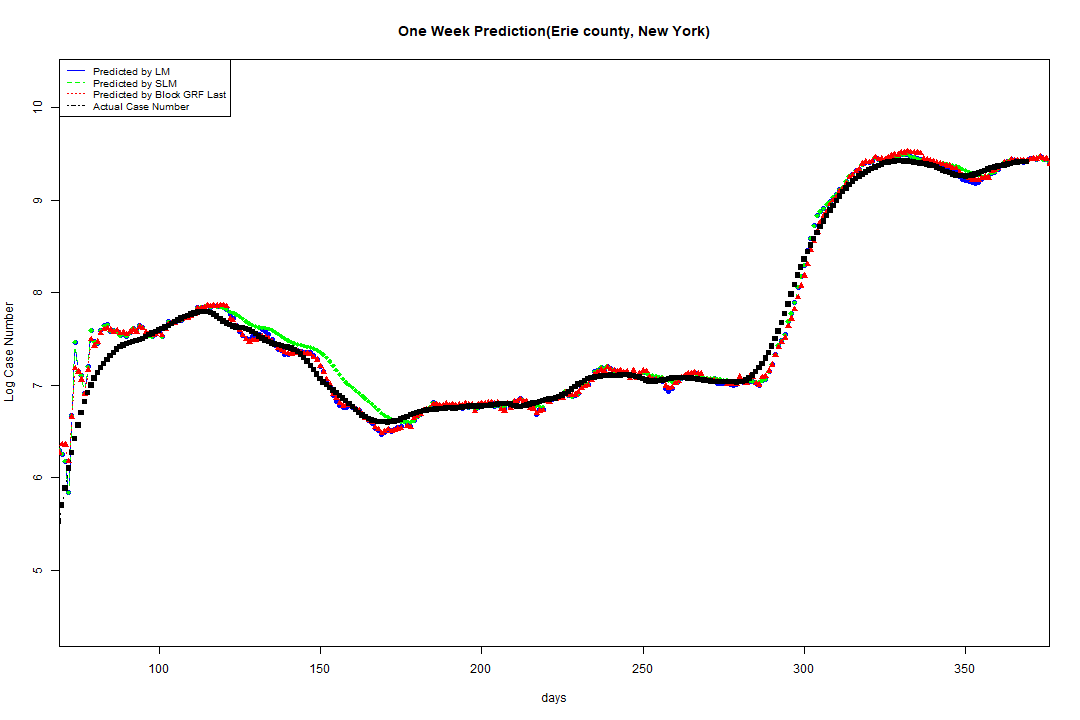 One Week Prediction(Erie county, New York)
Predicted by LM
Predicted by SLM
Predicted by Block GRF Last
Actual Case Number
Log Case Number
10
9
8
7
6
5
100 150 200 250 300 350
days